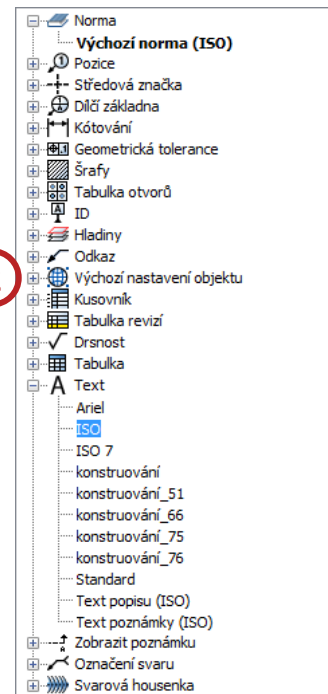 Norma
Výchozí norma (ISO)
Pozice
Středová značka
Dílčí základna
Kótování
Geometrická tolerance
Šrafy
Tabulka otvorů
ID
Hladiny
Odkaz
Výchozí nastavení objektu
Kusovník
Tabulka revizí
Drsnost
Tabulka
Text
Ariel
ISO
ISO 7
konstruování
konstruování_51
konstruování_66
konstruování_75
konstruování_76
Standard
Text popisu (ISO)
Text poznámky (ISO)
Zobrazit poznámku
Označení svaru
Svarová housenka